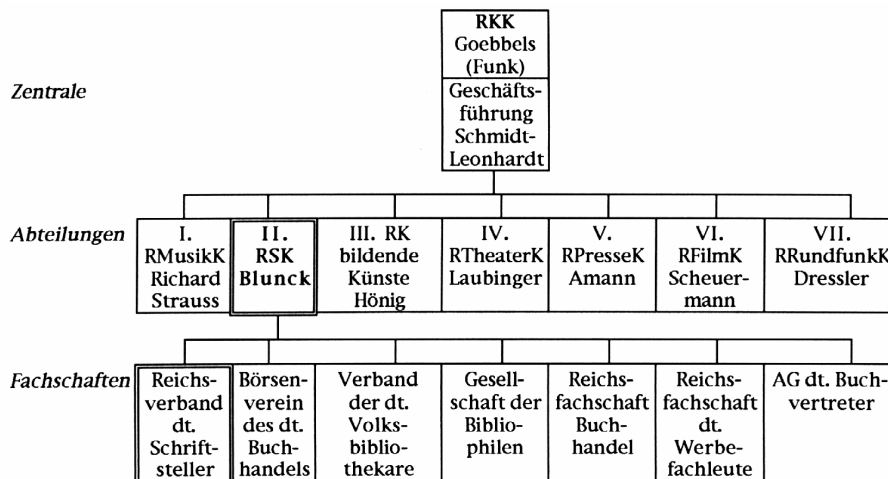 RKK
Goebbels
(Funk)
Zentrale
Geschäfts-
führung
Schmidt-
Leonhardt
Abteilungen
I.
RMusikK
Richard
Strauss
II.
RSK
Blunck
III. RK
bildende
Künste
Hönig
IV.
RTheaterK
Laubinger
V.
RPresseK
Amann
VI.
RFilmK
Scheuer-
mann
VII.
RRundfunkK
Dressler
Fachschaften
Reichs-
verband
dt.
Schrift-
steller
Börsen-
verein
des dt.
Buch-
handels
Verband
der dt.
Volks-
biblio-
thekare
Gesell-
schaft der
Biblio-
philen
Reichs-
fachschaft
Buch-
handel
Reichs-
fachschaft
dt.
Werbe-
fachleute
AG dt. Buch-
vertreter